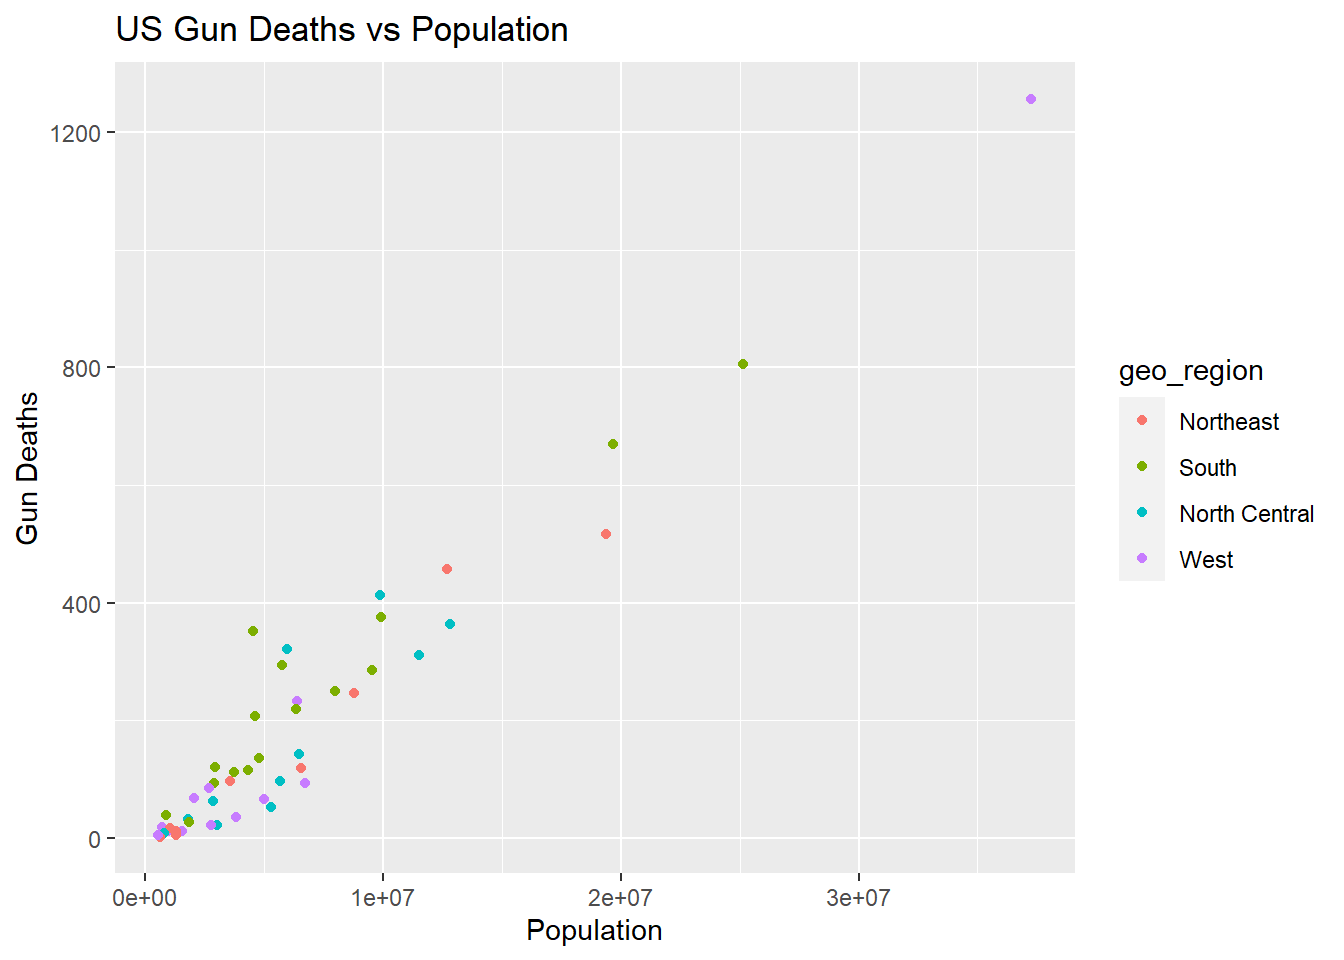 US Gun Deaths vs Population
1200
800
400
0
Gun Deaths
0e+00 1e+07 2e+07 3e+07
Population
geo_region
Northeast
South
North Central
West